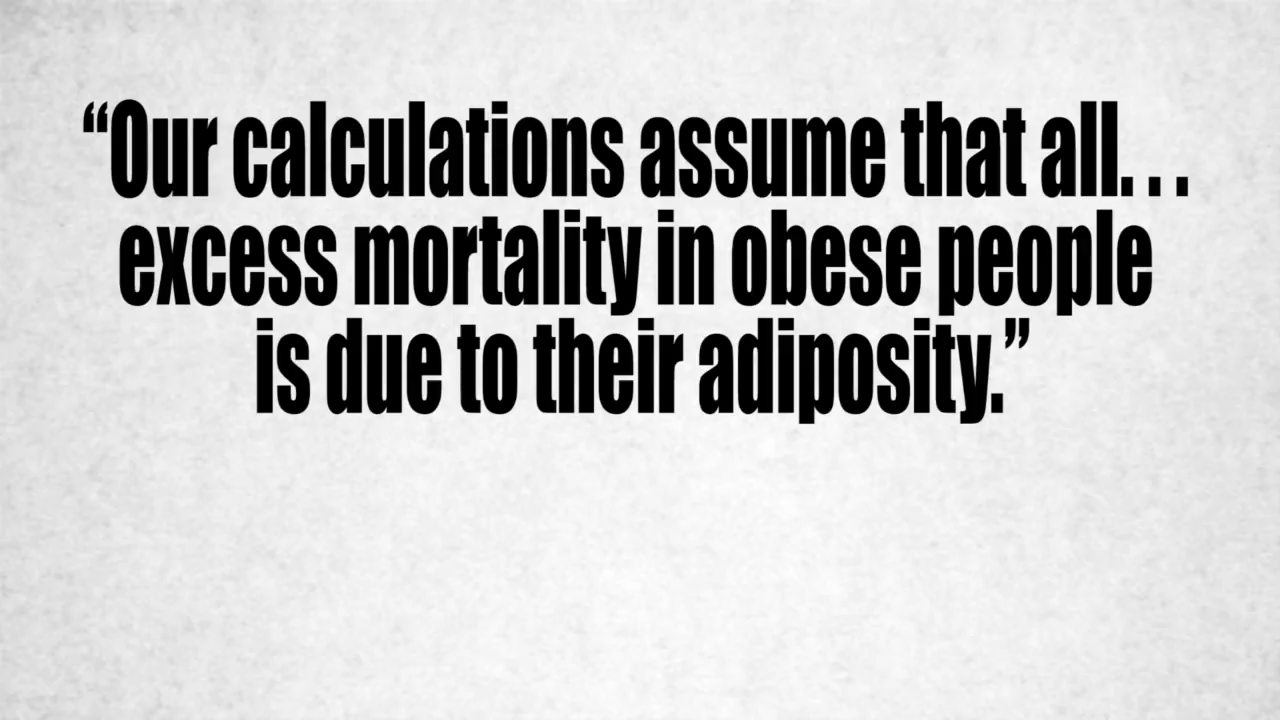 “Our calculations assume that all. . .
excess mortality in obese people
is due to their adiposity.”